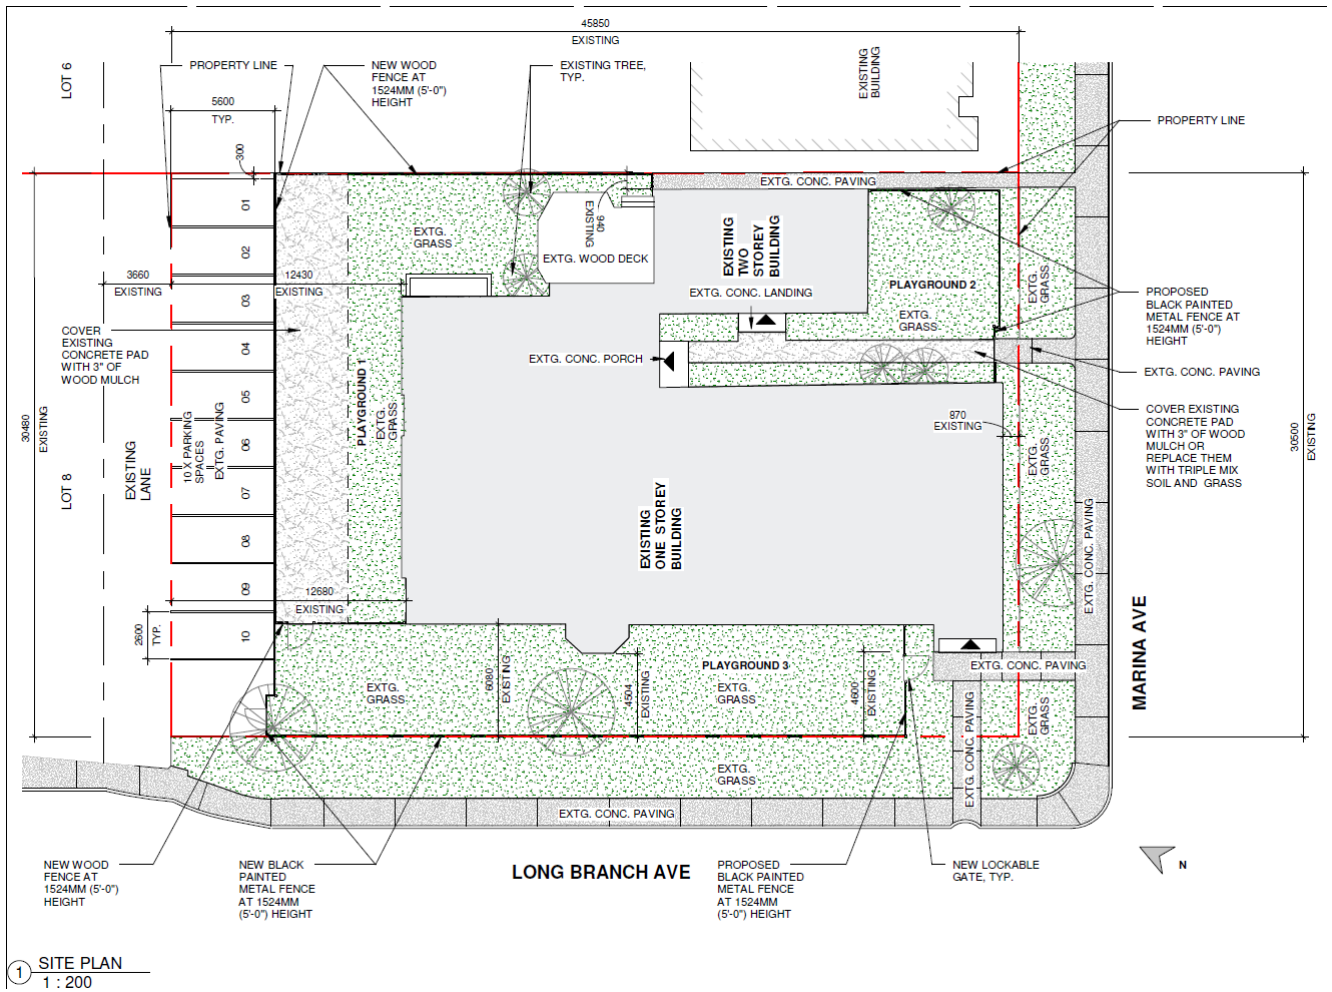 45850
EXISTING
LOT 6
PROPERTY LINE
NEW WOOD
FENCE AT
1524MM (5'-0")
HEIGHT
EXISTING TREE,
TYP.
EXISTING
BUILDING
5600
TYP.
300
PROPERTY LINE
EXTG. CONC. PAVING
01
02
03
04
05
06
07
08
09
10
EXTG.
GRASS
940
EXISTING
EXTG. WOOD DECK
EXISTING
TWO
STOREY
BUILDING
EXTG. CONC. LANDING
PLAYGROUND 2
EXTG.
GRASS
EXTG.
GRASS
3660
EXISTING
12430
EXISTING
PROPOSED
BLACK PAINTED
METAL FENCE AT
1524MM (5'-0")
HEIGHT
COVER
EXISTING
CONCRETE PAD
WITH 3" OF
WOOD MULCH
EXTG. CONC. PORCH
EXTG. CONC. PAVING
PLAYGROUND 1
EXTG.
GRASS
30480
EXISTING
LOT 8
EXISTING
LANE
10 X PARKING
SPACES
EXTG. PAVING
870
EXISTING
EXTG.
GRASS
COVER EXISTING
CONCRETE PAD
WITH 3" OF WOOD
MULCH OR
REPLACE THEM
WITH TRIPLE MIX
SOIL AND GRASS
30500
EXISTING
EXISTING
ONE STOREY
BUILDING
EXTG. CONC. PAVING
MARINA AVE
12680
EXISTING
2600
TYP.
EXTG.
GRASS
6080
EXISTING
4504
EXISTING
PLAYGROUND 3
EXTG.
GRASS
4600
EXISTING
EXTG. CONC. PAVING
EXTG. CONC. PAVING
EXTG.
GRASS
EXTG.
GRASS
EXTG. CONC. PAVING
NEW WOOD
FENCE AT
1524MM (5'-0")
HEIGHT
NEW BLACK
PAINTED
METAL FENCE
AT 1524MM
(5'-0") HEIGHT
LONG BRANCH AVE
PROPOSED
BLACK PAINTED
METAL FENCE
AT 1524MM
(5'-0") HEIGHT
NEW LOCKABLE
GATE, TYP.
N
1
SITE PLAN
1 : 200